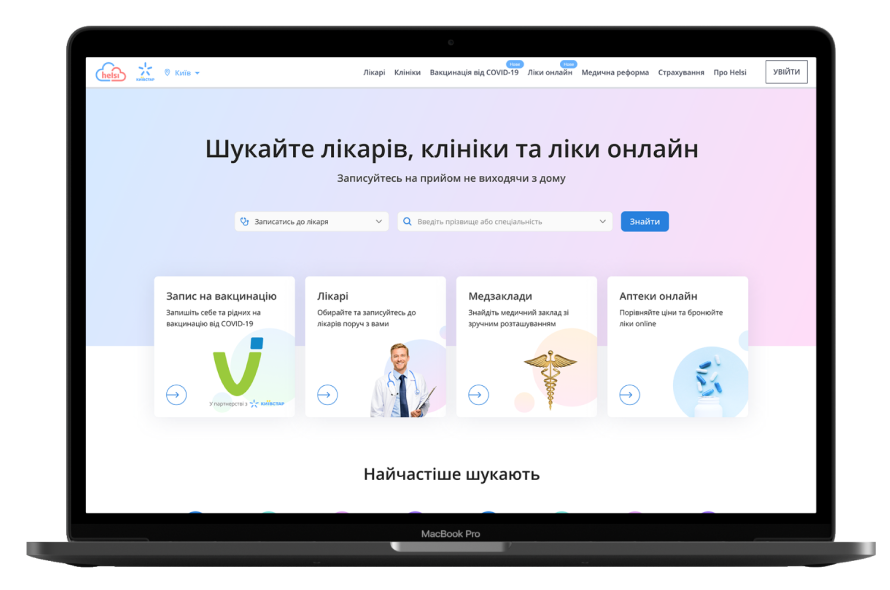 helsi
КИЇВСТАР
Київ
Лікарі Клініки Вакцинація від COVID-19 Ліки онлайн Медична реформа Страхування Про Helsi УВІЙТИ
Шукайте лікарів, клініки та ліки онлайн
Записуйтесь на прийом не виходячи з дому
Записатись до лікаря
Введіть прізвище або спеціальність
Знайти
Запис на вакцинацію
Запишіть себе та рідних на
вакцинацію від COVID-19
У партнерстві з КИЇВСТАР
Лікарі
Обирайте та записуйтесь до
лікарів поруч з вами
Медзаклади
Знайдіть медичний заклад зі
зручним розташуванням
Аптеки онлайн
Порівняйте ціни та бронюйте
ліки online
Найчастіше шукають
MacBook Pro